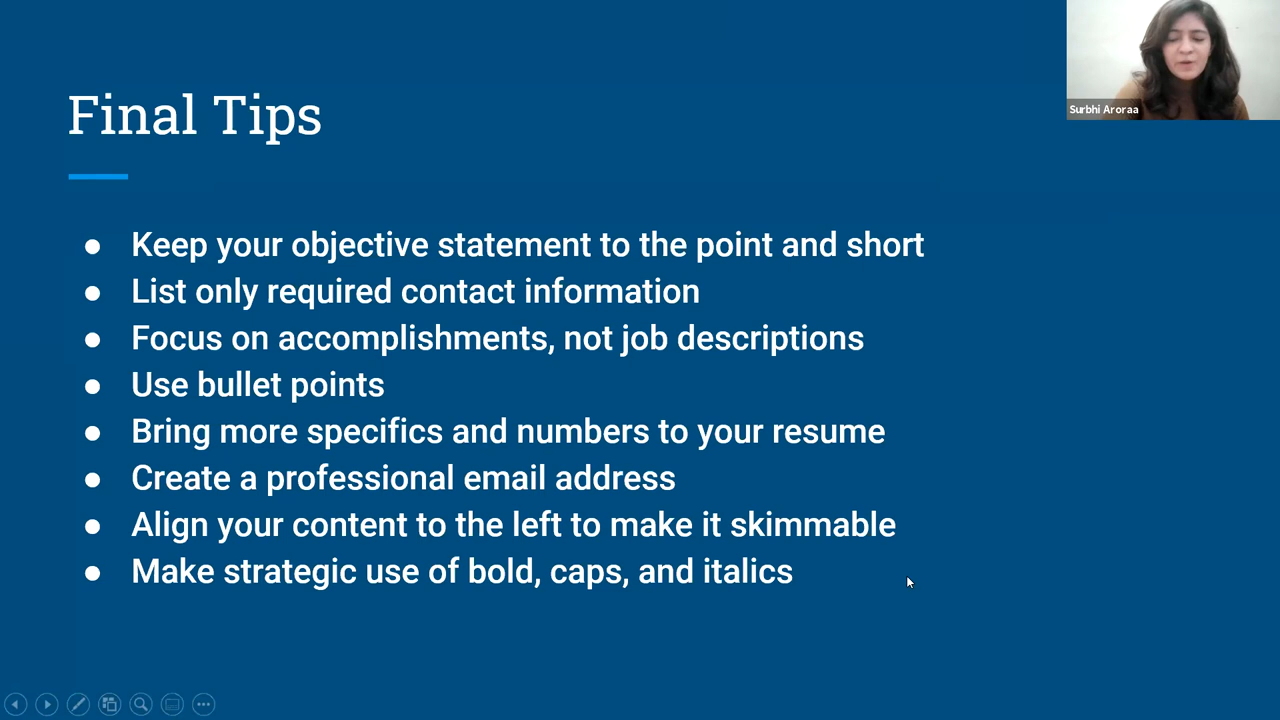 Final Tips
Surbhi Aroraa
● Keep your objective statement to the point and short
● List only required contact information
● Focus on accomplishments, not job descriptions
● Use bullet points
● Bring more specifics and numbers to your resume
● Create a professional email address
● Align your content to the left to make it skimmable
● Make strategic use of bold, caps, and italics